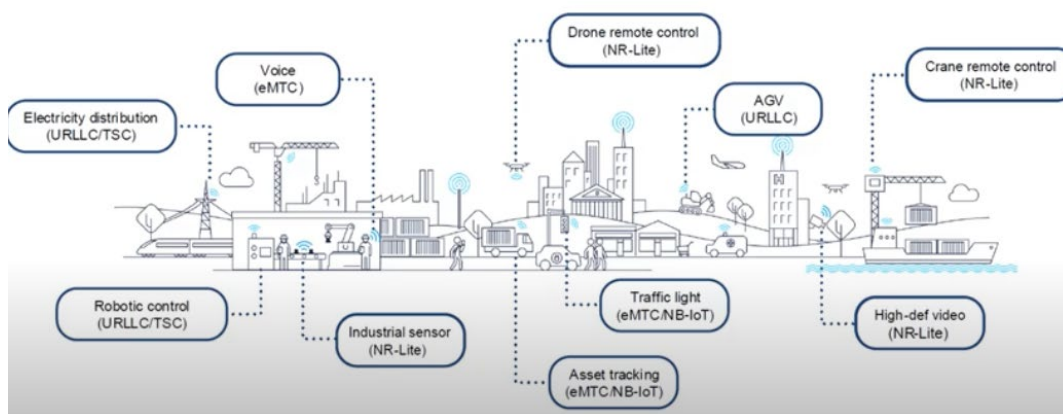 Drone remote control
(NR-Lite)
Voice
(eMTC)
Crane remote control
(NR-Lite)
AGV
(URLLC)
Electricity distribution
(URLLC/TSC)
H
Robotic control
(URLLC/TSC)
Industrial sensor
(NR-Lite)
Traffic light
(eMTC/NB-IoT)
High-def video
(NR-Lite)
Asset tracking
(eMTC/NB-IoT)